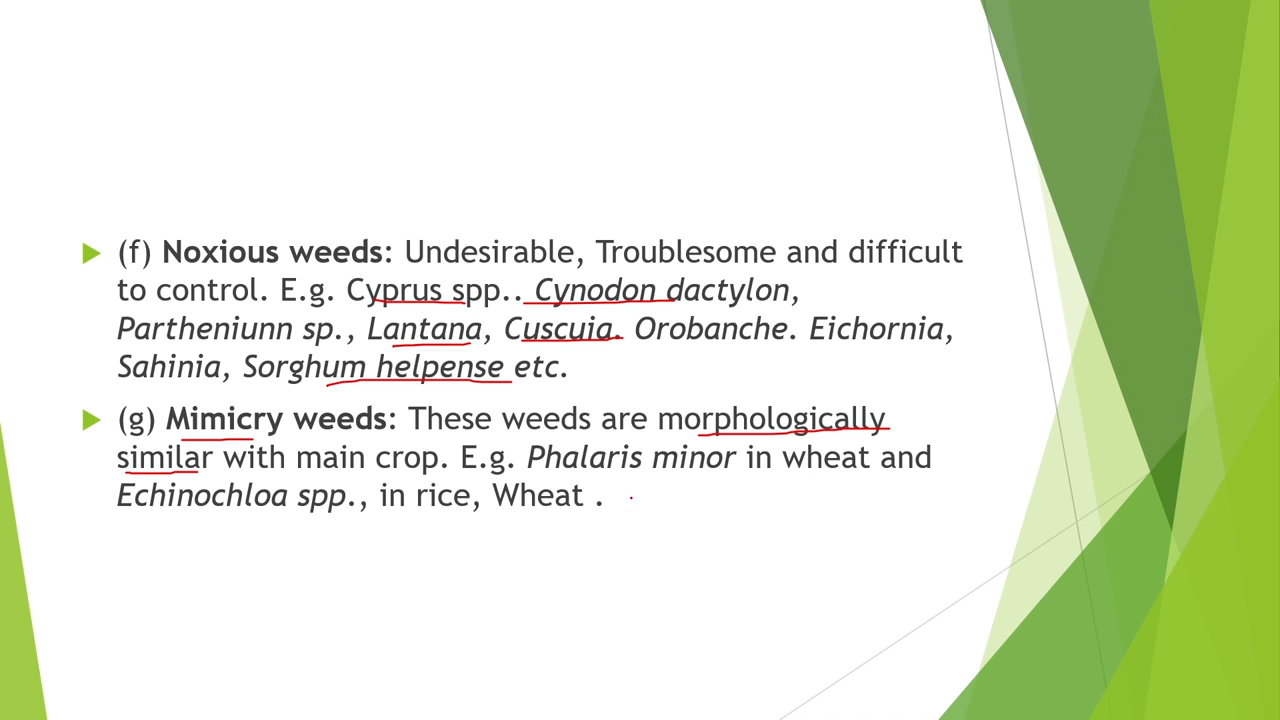 (f) Noxious weeds: Undesirable, Troublesome and difficult
to control. E.g. Cyprus spp.. Cynodon dactylon,
Partheniunn sp., Lantana, Cuscuia. Orobanche. Eichornia,
Sahinia, Sorghum helpense etc.
(g) Mimicry weeds: These weeds are morphologically
similar with main crop. E.g. Phalaris minor in wheat and
Echinochloa spp., in rice, Wheat .